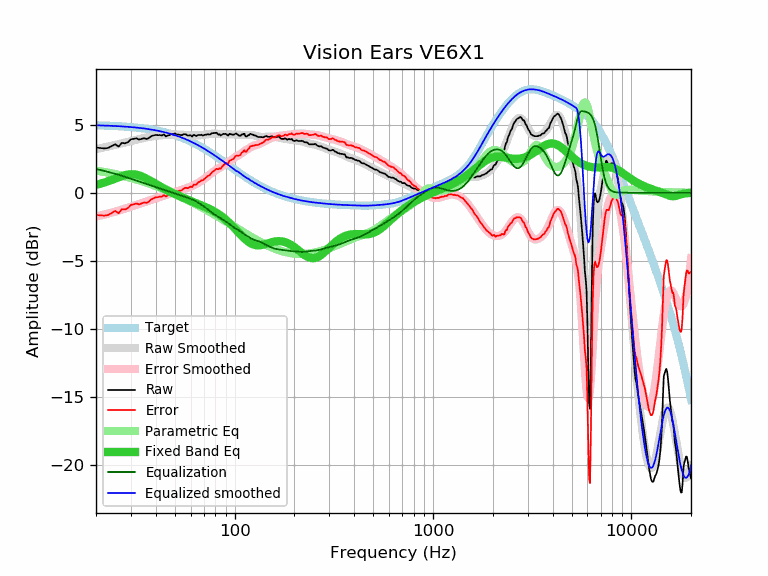 Vision Ears VE6X1
Amplitude (dBr)
5
0
−5
−10
−15
−20
Target
Raw Smoothed
Error Smoothed
Raw
Error
Parametric Eq
Fixed Band Eq
Equalization
Equalized smoothed
100
1000
10000
Frequency (Hz)